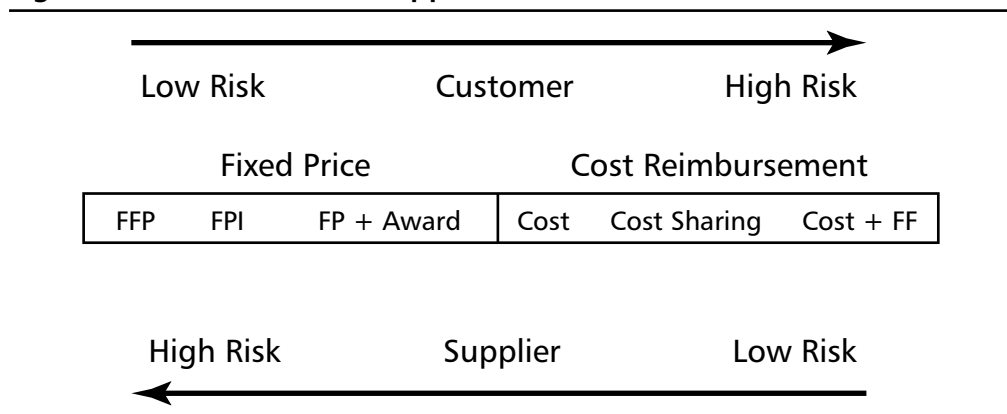 Low Risk Customer High Risk
Fixed Price Cost Reimbursement
FFP FPI FP + Award Cost Cost Sharing Cost + FF
High Risk Supplier Low Risk